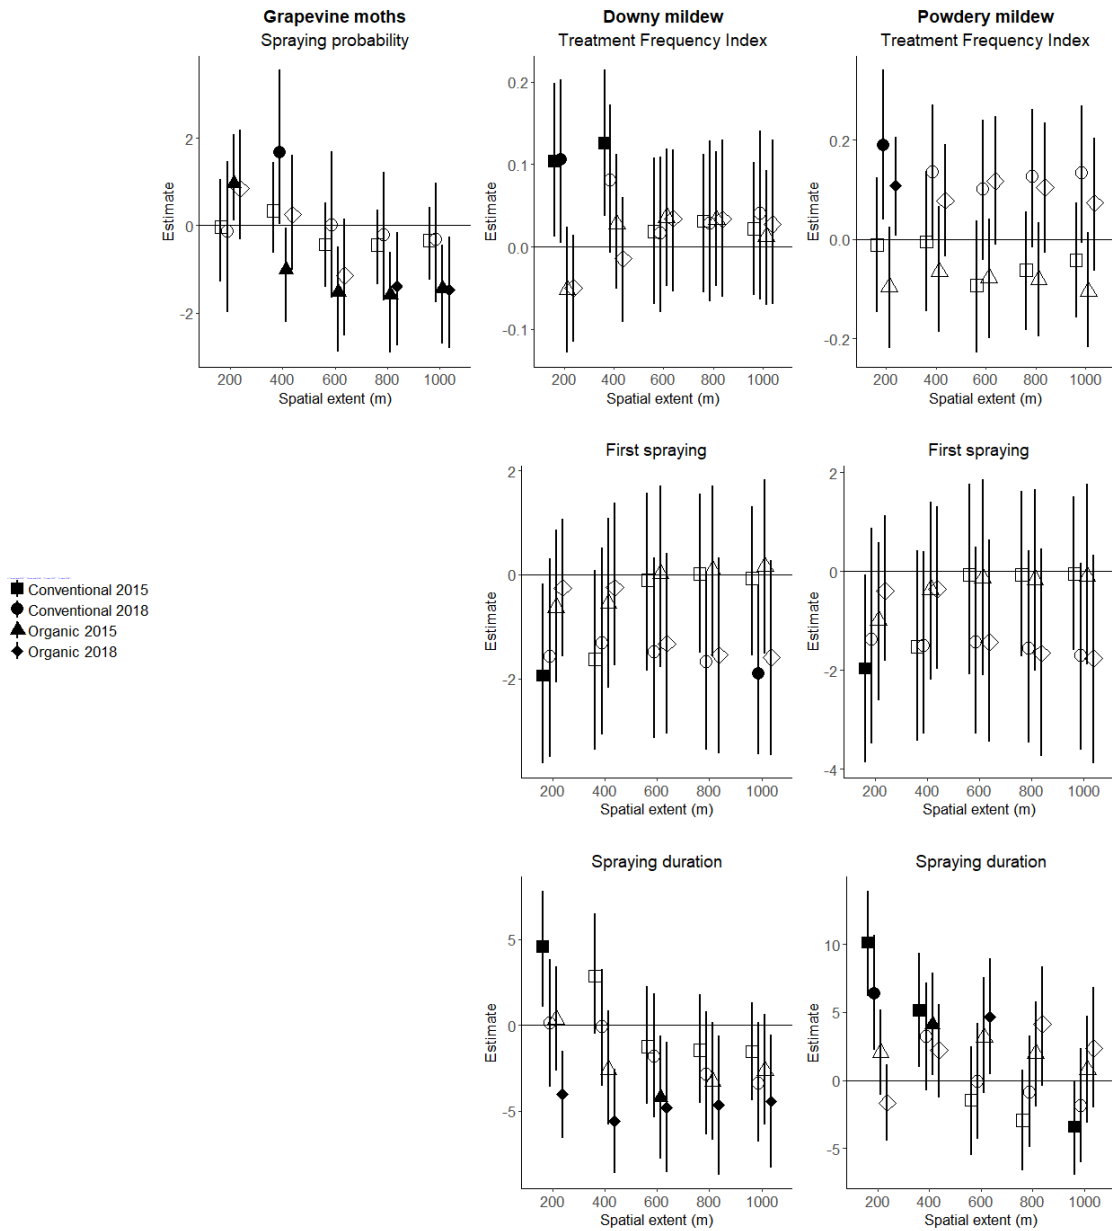 Grapevine moths
Downy mildew
Powdery mildew
Spraying probability
Treatment Frequency Index
Treatment Frequency Index
2
0
-2
Estimate
200 400 600 800 1000
Spatial extent (m)
0.2
0.1
0.0
-0.1
Estimate
200 400 600 800 1000
Spatial extent (m)
0.2
0.0
-0.2
Estimate
200 400 600 800 1000
Spatial extent (m)
First spraying
First spraying
2
0
-2
Estimate
200 400 600 800 1000
Spatial extent (m)
2
0
-2
-4
Estimate
200 400 600 800 1000
Spatial extent (m)
Conventional 2015
Conventional 2018
Organic 2015
Organic 2018
Spraying duration
Spraying duration
5
0
-5
Estimate
200 400 600 800 1000
Spatial extent (m)
10
5
0
-5
Estimate
200 400 600 800 1000
Spatial extent (m)